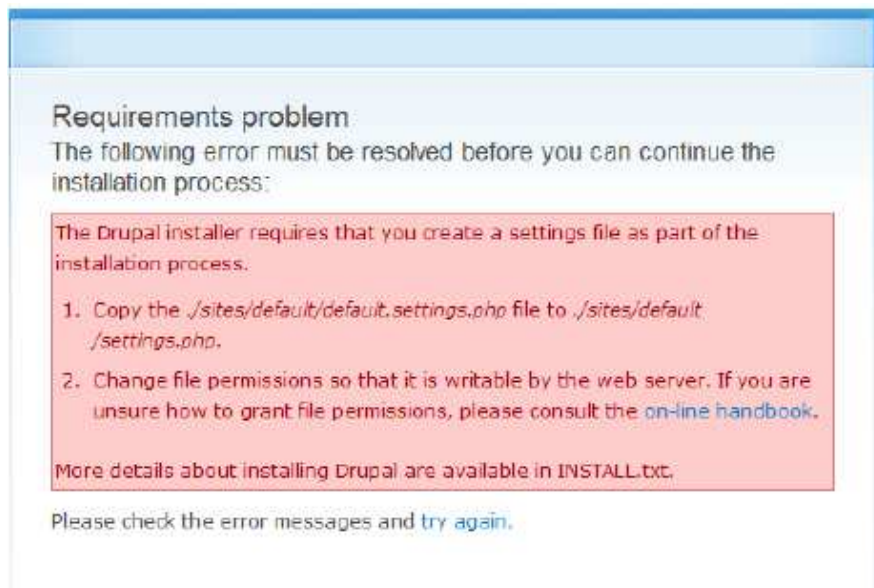 Requirements problem
The following error must be resolved before you can continue the
installation process:
The Drupal installer requires that you create a settings file as part of the
installation process.
1. Copy the ./sites/default/default.settings.php file to ./sites/default
/settings.php.
2. Change file permissions so that it is writable by the web server. If you are
unsure how to grant file permissions, please consult the on-line handbook.
More details about installing Drupal are available in INSTALL.txt.
Please check the error messages and try again.